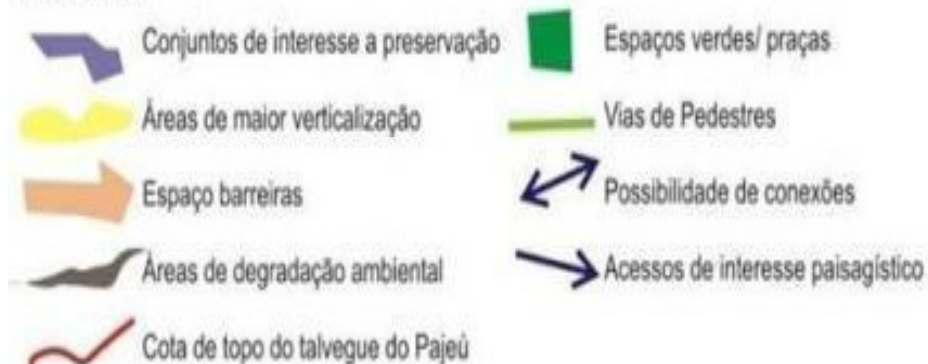 Conjuntos de interesse a preservação
Áreas de maior verticalização
Espaço barreiras
Áreas de degradação ambiental
Cota de topo do talvegue do Pajeú
Espaços verdes/ praças
Vias de Pedestres
Possibilidade de conexões
Acessos de interesse paisagístico